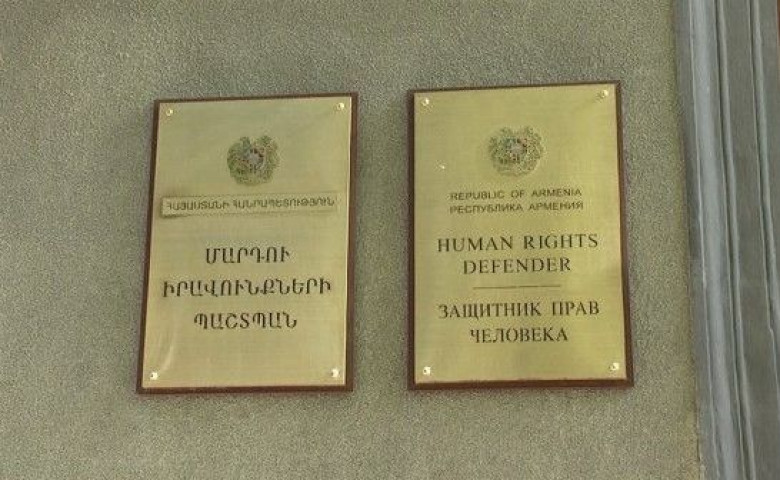 ՀԱՅԱՍՏԱՆԻ ՀԱՆՐԱՊԵՏՈՒԹՅՈՒՆ
ՄԱՐԴՈՒ
ԻՐԱՎՈՒՆՔՆԵՐԻ
ՊԱՇՏՊԱՆ
REPUBLIC OF ARMENIA
РЕСПУБЛИКА АРМЕНИЯ
HUMAN RIGHTS
DEFENDER
ЗАЩИТНИК ПРАВ
ЧЕЛОВЕКА